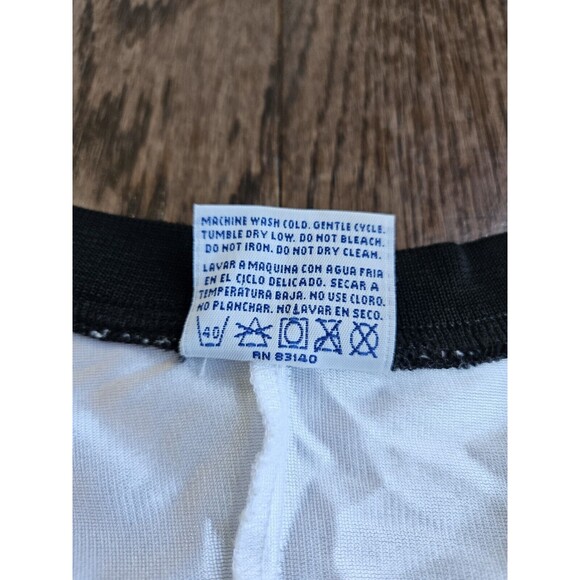 MACHINE WASH COLD. GENTLE CYCLE.
TUMBLE DRY LOW. DO NOT BLEACH.
DO NOT IRON. DO NOT DRY CLEAN.
LAVAR A MAQUINA CON AGUA FRIA
EN EL CICLO DELICADO. SECAR A
TEMPERATURA BAJA. NO USE CLORO.
NO PLANCHAR. NO LAVAR EN SECO.
40
RN 83140